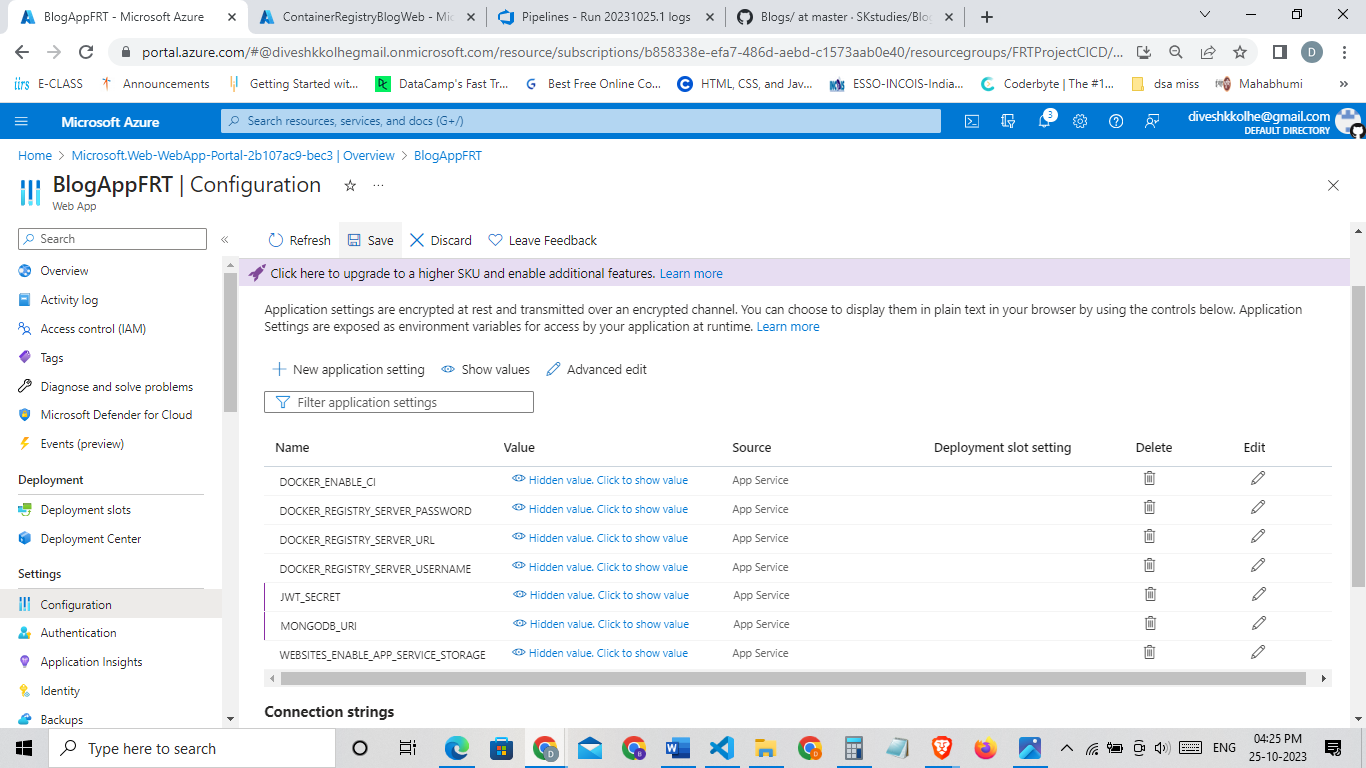 BlogAppFRT - Microsoft Azure
ContainerRegistryBlogWeb - Mic
Pipelines - Run 20231025.1 logs
Blogs/ at master · SKstudies/Blog
portal.azure.com/#@diveshkkolhegmail.onmicrosoft.com/resource/subscriptions/b858338e-efa7-486d-aebd-c1573aab0e40/resourcegroups/FRTProjectCICD/...
D
iirs E-CLASS
Announcements
Getting Started wit...
DataCamp's Fast Tr...
Best Free Online Co...
HTML, CSS, and Jav...
ESSO-INCOIS-India...
Coderbyte | The #1...
dsa miss
Mahabhumi
»
Microsoft Azure
Search resources, services, and docs (G+/)
3
diveshkkolhe@gmail.com
DEFAULT DIRECTORY
Home > Microsoft.Web-WebApp-Portal-2b107ac9-bec3 | Overview > BlogAppFRT
BlogAppFRT | Configuration
Web App
Search
«
Refresh
Save
Discard
Leave Feedback
Overview
Activity log
Access control (IAM)
Tags
Diagnose and solve problems
Microsoft Defender for Cloud
Events (preview)
Deployment
Deployment slots
Deployment Center
Settings
Configuration
Authentication
Application Insights
Identity
Backups
Click here to upgrade to a higher SKU and enable additional features. Learn more
Application settings are encrypted at rest and transmitted over an encrypted channel. You can choose to display them in plain text in your browser by using the controls below. Application
Settings are exposed as environment variables for access by your application at runtime. Learn more
New application setting
Show values
Advanced edit
Filter application settings
Name Value Source Deployment slot setting Delete Edit
DOCKER_ENABLE_CI Hidden value. Click to show value App Service
DOCKER_REGISTRY_SERVER_PASSWORD Hidden value. Click to show value App Service
DOCKER_REGISTRY_SERVER_URL Hidden value. Click to show value App Service
DOCKER_REGISTRY_SERVER_USERNAME Hidden value. Click to show value App Service
JWT_SECRET Hidden value. Click to show value App Service
MONGODB_URI Hidden value. Click to show value App Service
WEBSITES_ENABLE_APP_SERVICE_STORAGE Hidden value. Click to show value App Service
Connection strings
Type here to search
ENG
04:25 PM
25-10-2023